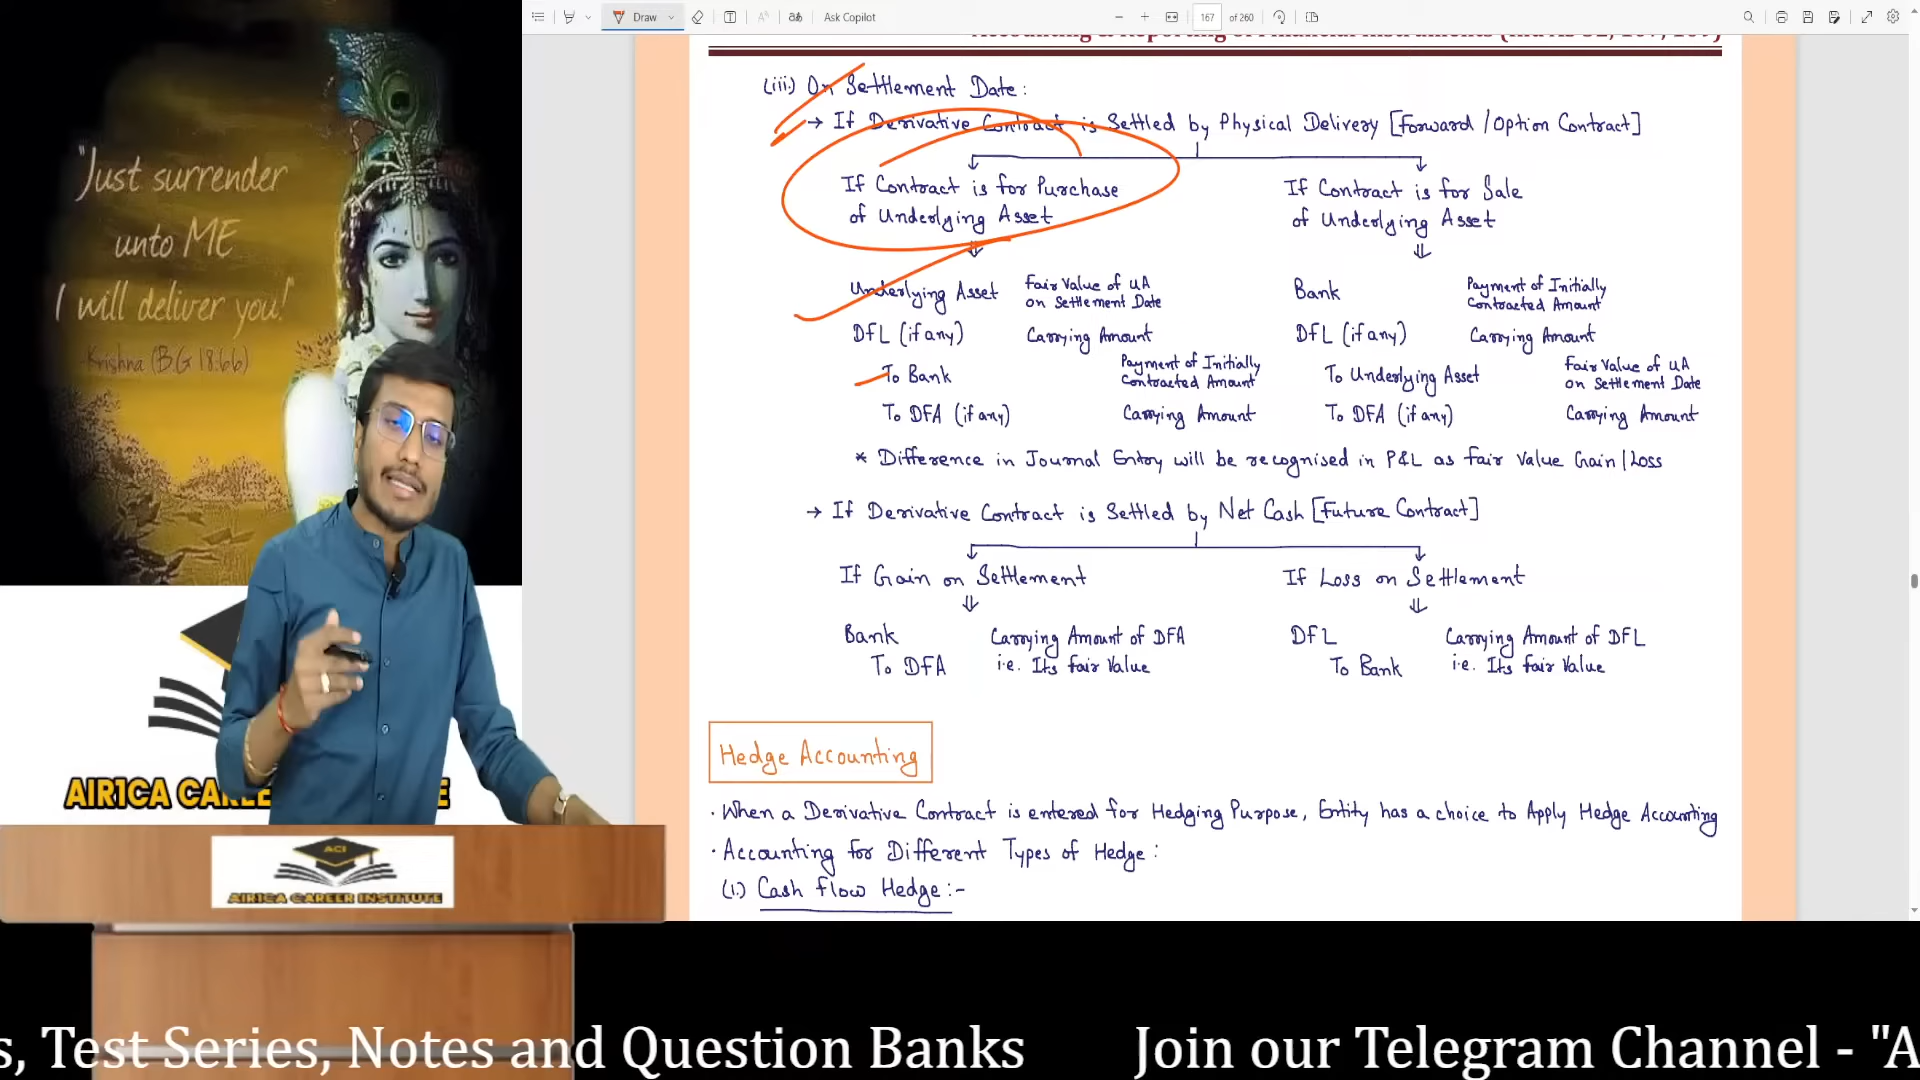 Draw
Ask Copilot
167 of 260
(iii.) On Settlement Date:
→ If Derivative Contract is Settled by Physical Delivery [Forward / Option Contract]
If Contract is for Purchase of Underlying Asset
If Contract is for Sale of Underlying Asset
Underlying Asset Fair Value of UA on Settlement Date
DFL (if any) Carrying Amount
To Bank Payment of Initially Contracted Amount
To DFA (if any) Carrying Amount
Bank Payment of Initially Contracted Amount
DFL (if any) Carrying Amount
To Underlying Asset Fair Value of UA on Settlement Date
To DFA (if any) Carrying Amount
* Difference in Journal Entry will be recognised in P&L as Fair Value Gain / Loss
→ If Derivative Contract is Settled by Net Cash [Future Contract]
If Gain on Settlement
Bank Carrying Amount of DFA
To DFA i.e. Its Fair Value
If Loss on Settlement
DFL Carrying Amount of DFL
To Bank i.e. Its Fair Value
Hedge Accounting
· When a Derivative Contract is entered for Hedging Purpose, Entity has a choice to Apply Hedge Accounting
· Accounting for Different Types of Hedge:
(1.) Cash Flow Hedge:-
"Just surrender
unto ME
I will deliver you!"
-Krishna (B.G 18:66)
AIR1CA CA
E
ACI
AIR1CA CAREER INSTITUTE
s, Test Series, Notes and Question Banks
Join our Telegram Channel - "A